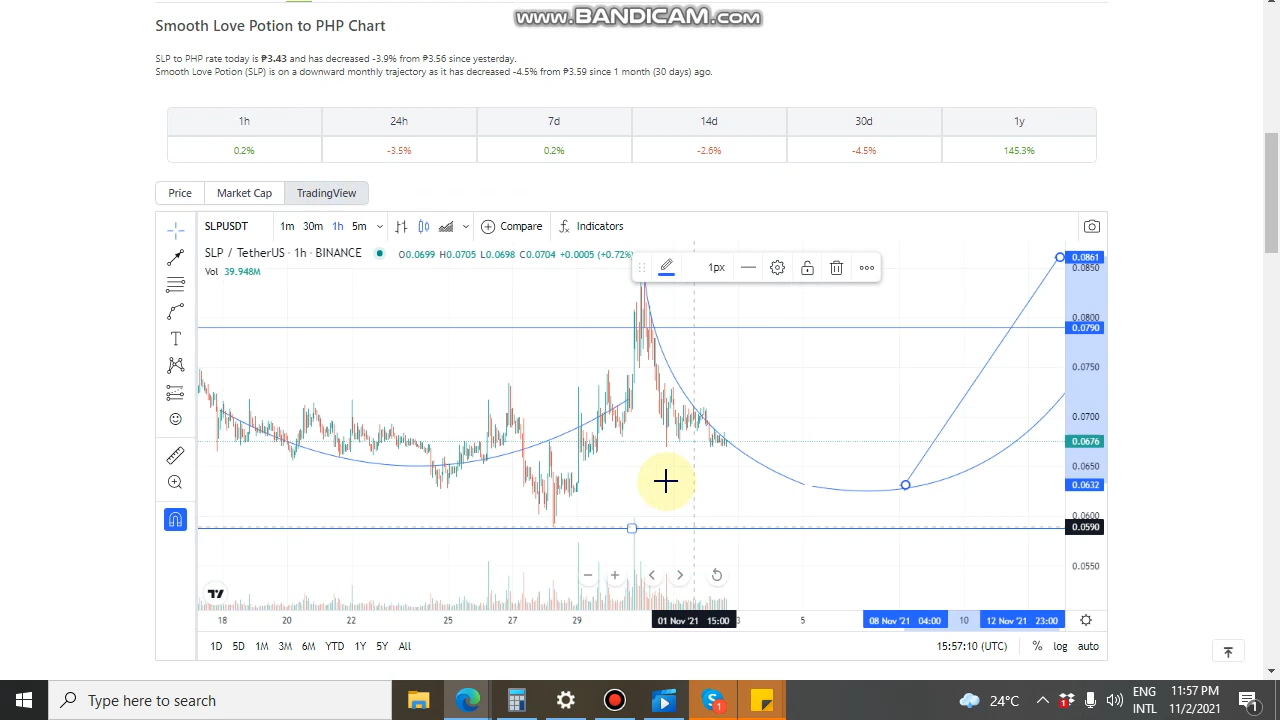 www.BANDICAM.com
Smooth Love Potion to PHP Chart
SLP to PHP rate today is ₱3.43 and has decreased -3.9% from ₱3.56 since yesterday.
Smooth Love Potion (SLP) is on a downward monthly trajectory as it has decreased -4.5% from ₱3.59 since 1 month (30 days) ago.
1h 24h 7d 14d 30d 1y
0.2% -3.5% 0.2% -2.6% -4.5% 145.3%
Price Market Cap TradingView
SLPUSDT 1m 30m 1h 5m Compare Indicators
SLP / TetherUS · 1h · BINANCE O0.0699 H0.0705 L0.0698 C0.0704 +0.0005 (+0.72%)
Vol 39.948M
1px
0.0861
0.0850
0.0800
0.0790
0.0750
0.0700
0.0676
0.0650
0.0632
0.0600
0.0590
0.0550
18 20 22 25 27 29 01 Nov '21 15:00 3 5 08 Nov '21 04:00 10 12 Nov '21 23:00
1D 5D 1M 3M 6M YTD 1Y 5Y All 15:57:10 (UTC) % log auto
Type here to search
24°C
ENG
INTL
11:57 PM
11/2/2021